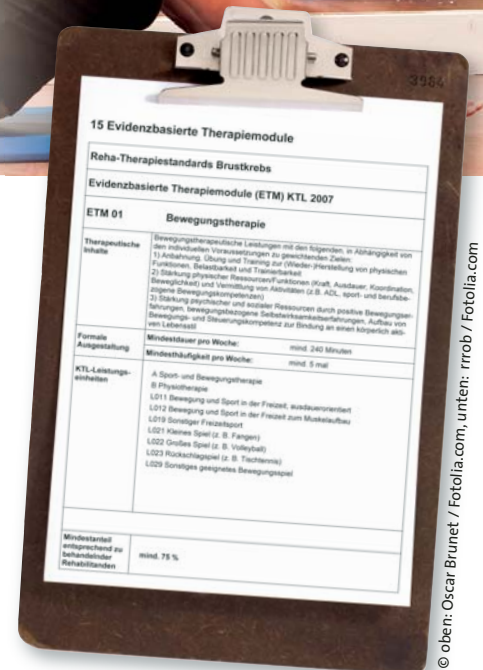 3984
15 Evidenzbasierte Therapiemodule
Reha-Therapiestandards Brustkrebs
Evidenzbasierte Therapiemodule (ETM) KTL 2007
ETM 01 Bewegungstherapie
Therapeutische Inhalte
Bewegungstherapeutische Leistungen mit den folgenden, in Abhängigkeit von
den individuellen Voraussetzungen zu gewichtenden Zielen:
1) Anbahnung, Übung und Training zur (Wieder-)Herstellung von physischen
Funktionen, Belastbarkeit und Trainierbarkeit
2) Stärkung physischer Ressourcen/Funktionen (Kraft, Ausdauer, Koordination,
Beweglichkeit) und Vermittlung von Aktivitäten (z.B. ADL, sport- und berufsbe-
zogene Bewegungskompetenzen)
3) Stärkung psychischer und sozialer Ressourcen durch positive Bewegungser-
fahrungen, bewegungsbezogene Selbstwirksamkeitserfahrungen, Aufbau von
Bewegungs- und Steuerungskompetenz zur Bindung an einen körperlich akti-
ven Lebensstil
Formale
Ausgestaltung
Mindestdauer pro Woche: mind. 240 Minuten
Mindesthäufigkeit pro Woche: mind. 5 mal
KTL-Leistungs-
einheiten
A Sport- und Bewegungstherapie
B Physiotherapie
L011 Bewegung und Sport in der Freizeit, ausdauerorientiert
L012 Bewegung und Sport in der Freizeit zum Muskelaufbau
L019 Sonstiger Freizeitsport
L021 Kleines Spiel (z. B. Fangen)
L022 Großes Spiel (z. B. Volleyball)
L023 Rückschlagspiel (z. B. Tischtennis)
L029 Sonstiges geeignetes Bewegungsspiel
Mindestanteil
entsprechend zu
behandelnder
Rehabilitanden
mind. 75 %
© oben: Oscar Brunet / Fotolia.com, unten: rrrob / Fotolia.com